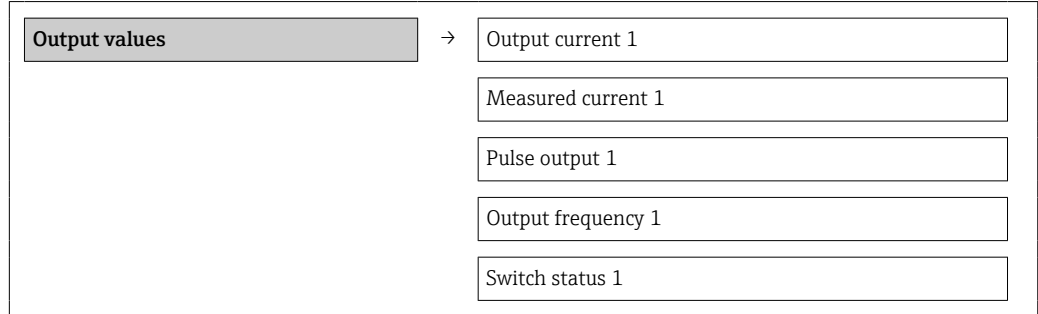 Output values → Output current 1
Measured current 1
Pulse output 1
Output frequency 1
Switch status 1